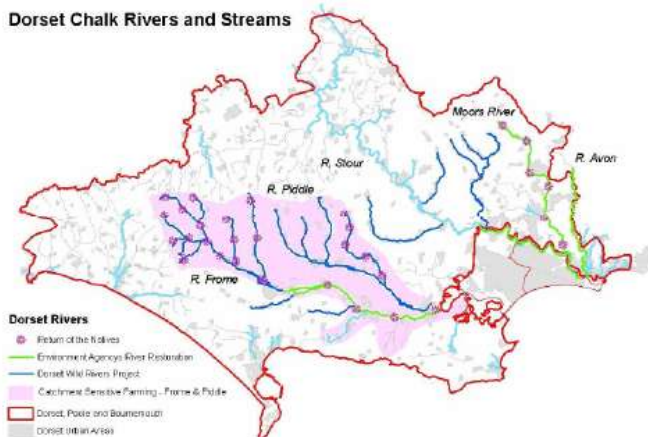 Dorset Chalk Rivers and Streams
Moors River
R. Avon
R. Stour
R. Piddle
R. Frome
Dorset Rivers
Return of the Natives
Environment Agencys River Restoration
Dorset Wild Rivers Project
Catchment Sensitive Farming - Frome & Piddle
Dorset, Poole and Bournemouth
Dorset Urban Areas